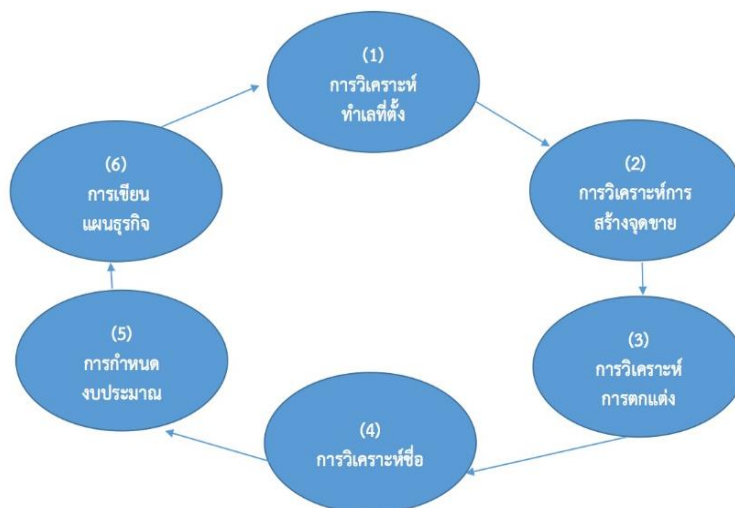 (1)
การวิเคราะห์
ทำเลที่ตั้ง
(2)
การวิเคราะห์การ
สร้างจุดขาย
(3)
การวิเคราะห์
การตกแต่ง
(4)
การวิเคราะห์ชื่อ
(5)
การกำหนด
งบประมาณ
(6)
การเขียน
แผนธุรกิจ